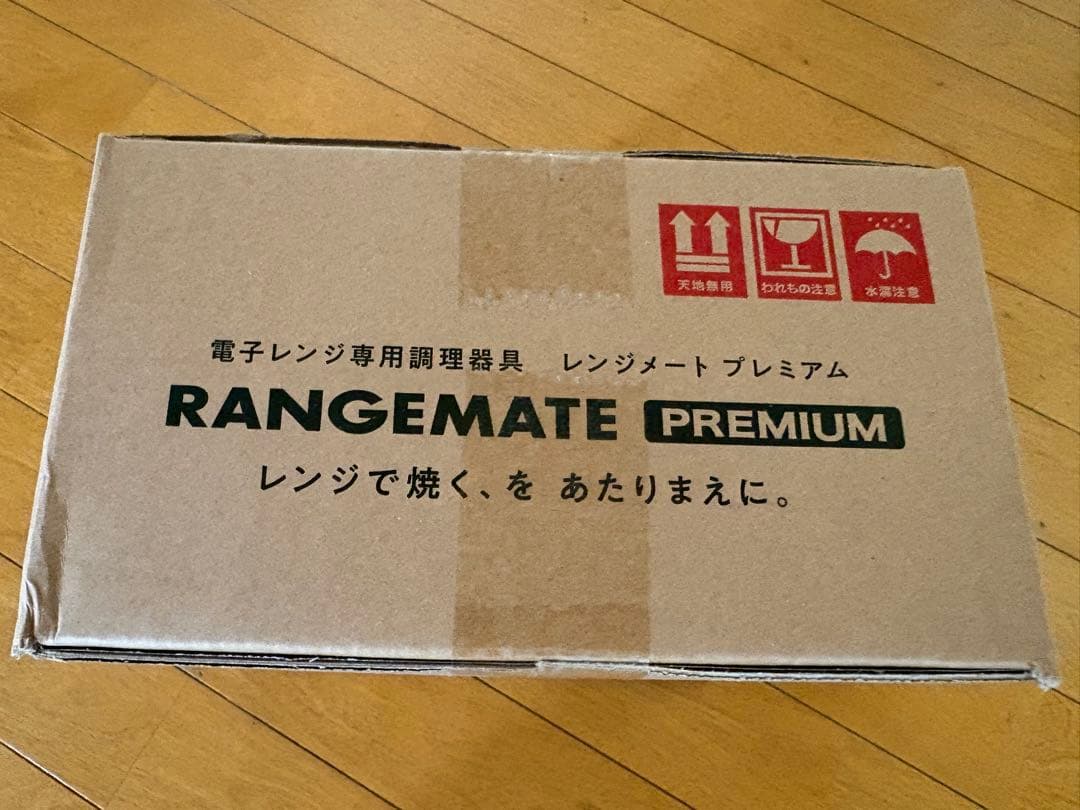 天地無用
われもの注意
水濡注意
電子レンジ専用調理器具 レンジメート プレミアム
RANGEMATE PREMIUM
レンジで焼く、を あたりまえに。